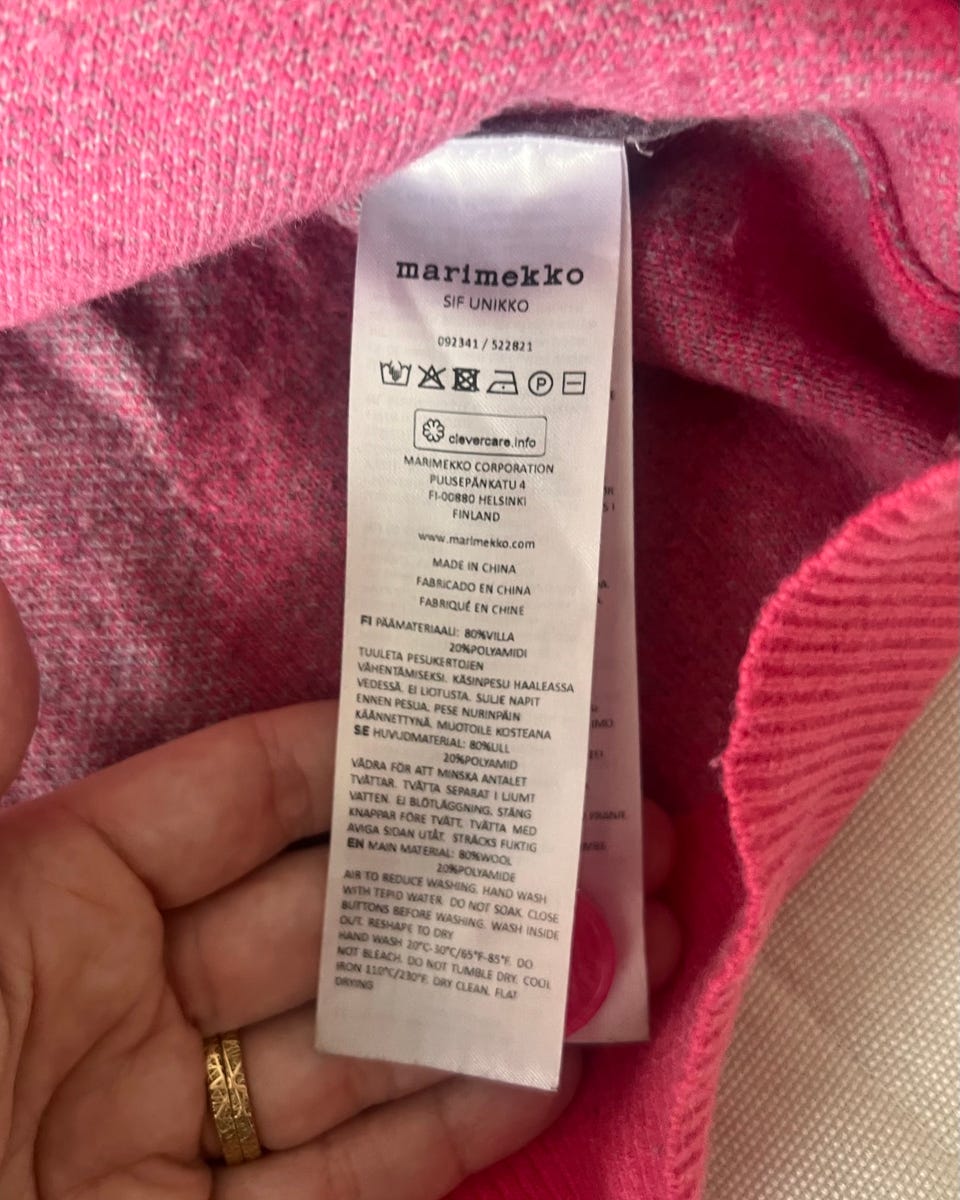 marimekko
SIF UNIKKO
092341 / 522821
P
clevercare.info
MARIMEKKO CORPORATION
PUUSEPÄNKATU 4
FI-00880 HELSINKI
FINLAND
www.marimekko.com
MADE IN CHINA
FABRICADO EN CHINA
FABRIQUÉ EN CHINE
FI PÄÄMATERIAALI: 80%VILLA
20%POLYAMIDI
TUULETA PESUKERTOJEN
VÄHENTÄMISEKSI. KÄSINPESU HAALEASSA
VEDESSÄ. EI LIOTUSTA. SULJE NAPIT
ENNEN PESUA. PESE NURINPÄIN
KÄÄNNETTYNÄ. MUOTOILE KOSTEANA
SE HUVUDMATERIAL: 80%ULL
20%POLYAMID
VÄDRA FÖR ATT MINSKA ANTALET
TVÄTTAR. TVÄTTA SEPARAT I LJUMT
VATTEN. EJ BLÖTLÄGGNING. STÄNG
KNAPPAR FÖRE TVÄTT. TVÄTTA MED
AVIGA SIDAN UTÅT. STRÄCKS FUKTIG
EN MAIN MATERIAL: 80%WOOL
20%POLYAMIDE
AIR TO REDUCE WASHING. HAND WASH
WITH TEPID WATER. DO NOT SOAK. CLOSE
BUTTONS BEFORE WASHING. WASH INSIDE
OUT. RESHAPE TO DRY
HAND WASH 20°C-30°C/65°F-85°F. DO
NOT BLEACH. DO NOT TUMBLE DRY. COOL
IRON 110°C/230°F. DRY CLEAN. FLAT
DRYING